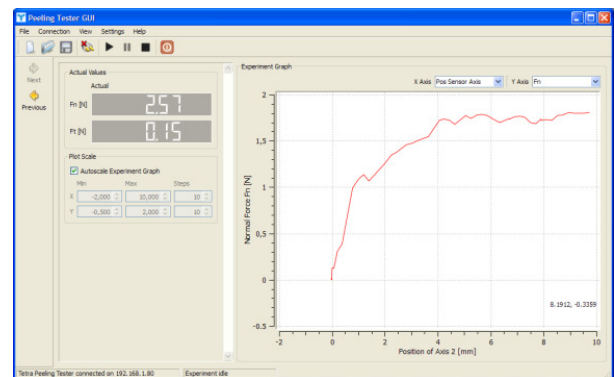 Peeling Tester GUI
File Connection View Settings Help
Next
Previous
Actual Values
Actual
Fn [N] 2.57
Ft [N] 0.15
Plot Scale
Autoscale Experiment Graph
Min Max Steps
X -2,000 10,000 10
Y -0,500 2,000 10
Experiment Graph
X Axis Pos Sensor Axis Y Axis Fn
Normal Force Fn [N]
2
1,5
1
0,5
0
-0.5
8.1912, -0.3359
-2 0 2 4 6 8 10
Position of Axis 2 [mm]
Tetra Peeling Tester connected on 192.168.1.80 Experiment idle